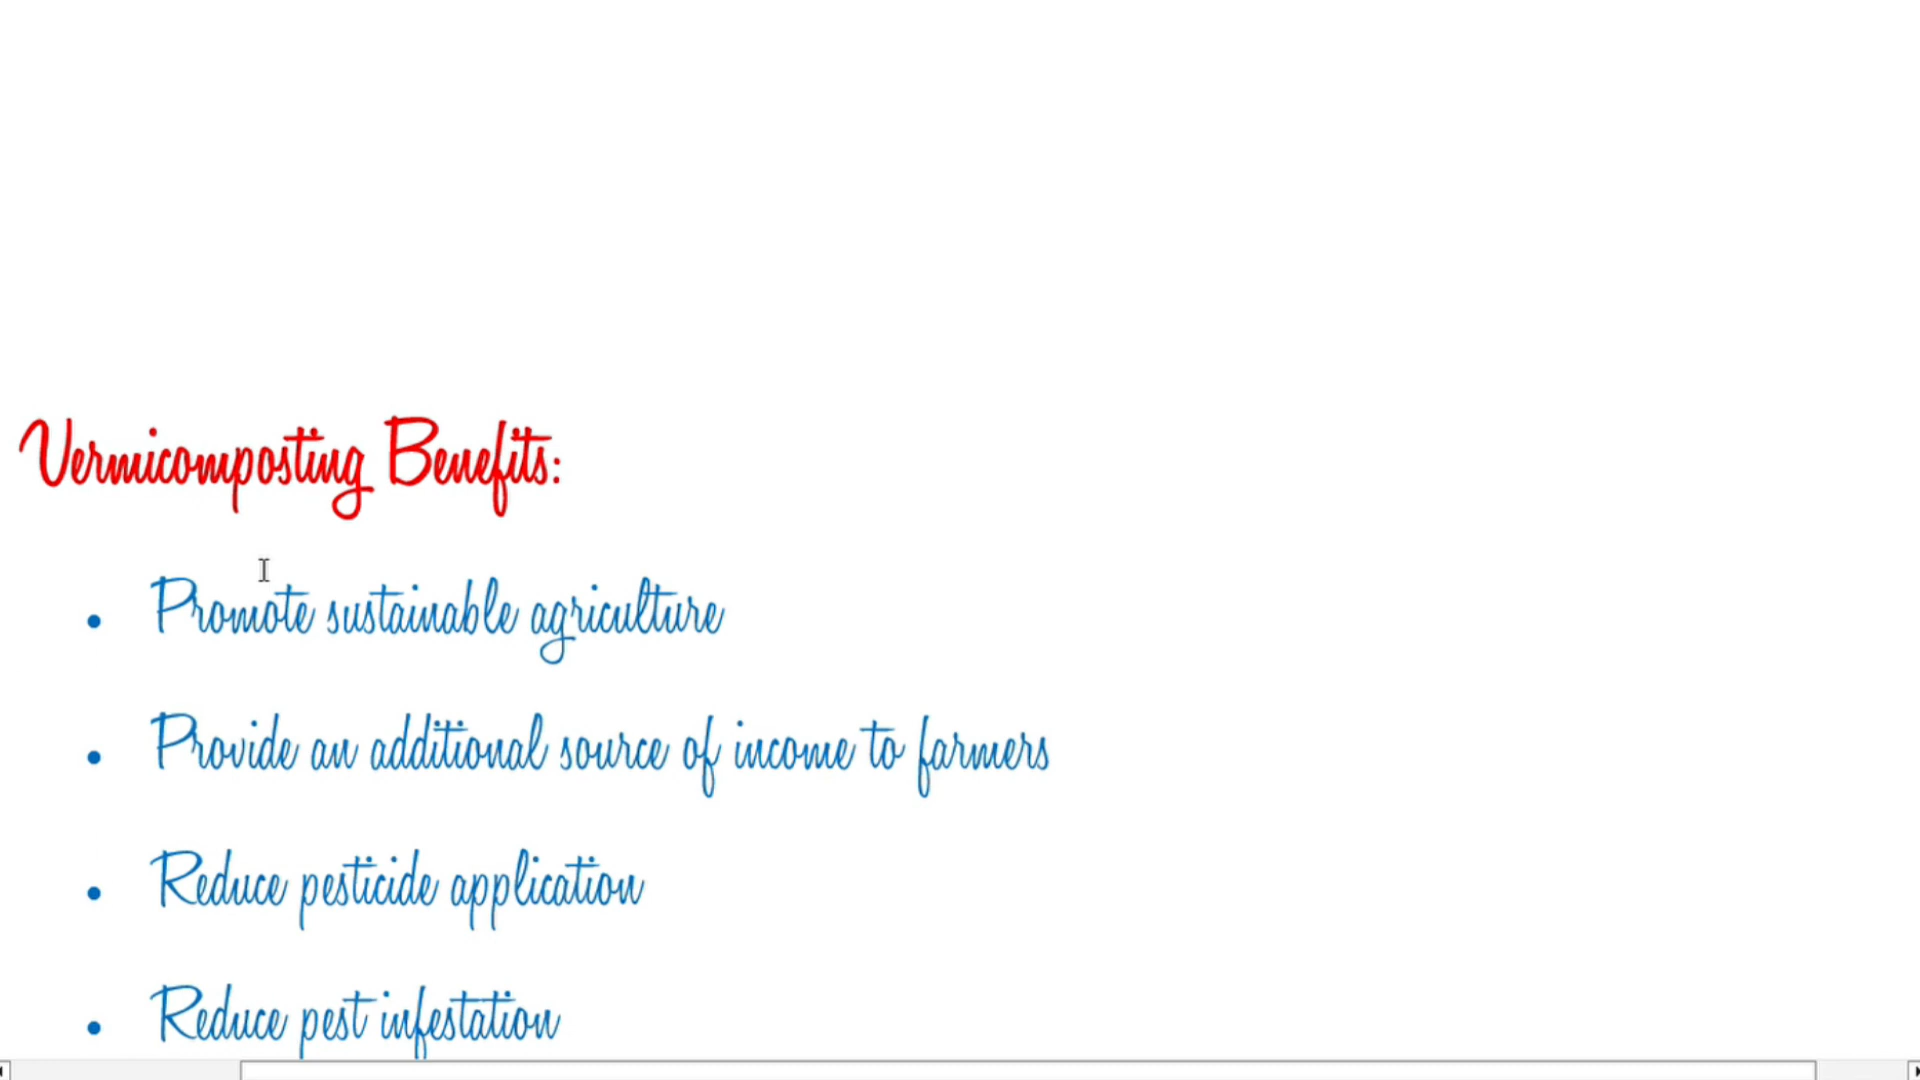 Vermicomposting Benefits:
• Promote sustainable agriculture
• Provide an additional source of income to farmers
• Reduce pesticide application
• Reduce pest infestation